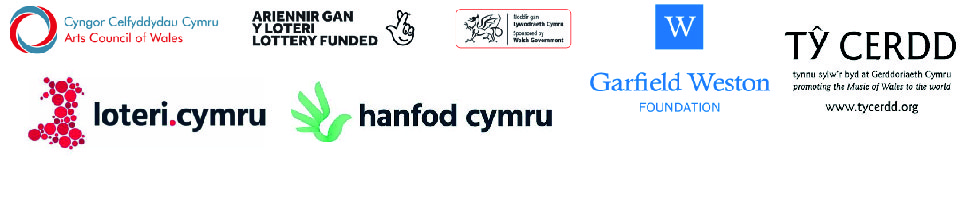 Cyngor Celfyddydau Cymru
Arts Council of Wales
ARIENNIR GAN
Y LOTERI
LOTTERY FUNDED
Noddir gan
Lywodraeth Cymru
Sponsored by
Welsh Government
W
Garfield Weston
FOUNDATION
TŶ CERDD
tynnu sylw'r byd at Gerddoriaeth Cymru
promoting the Music of Wales to the world
www.tycerdd.org
loteri.cymru
hanfod cymru